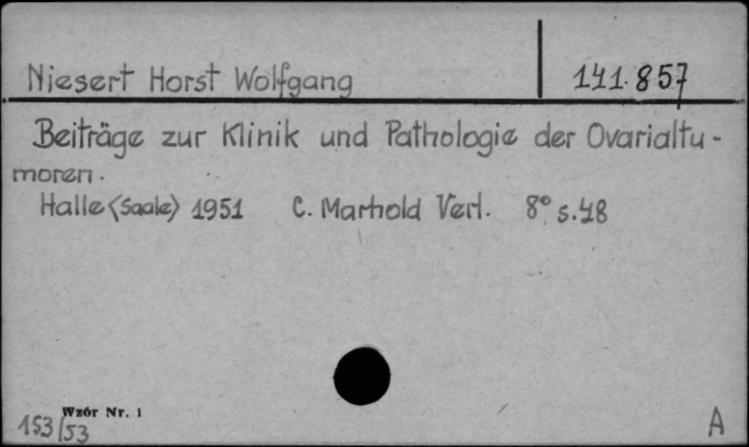 Niesert Horst Wolfgang 141.857
Beiträge zur Klinik und Pathologie der Ovarialtu-
moren.
Halle <Saale> 1951 C. Marhold Verl. 8° s.48
Wzór Nr. 1
153/53
A